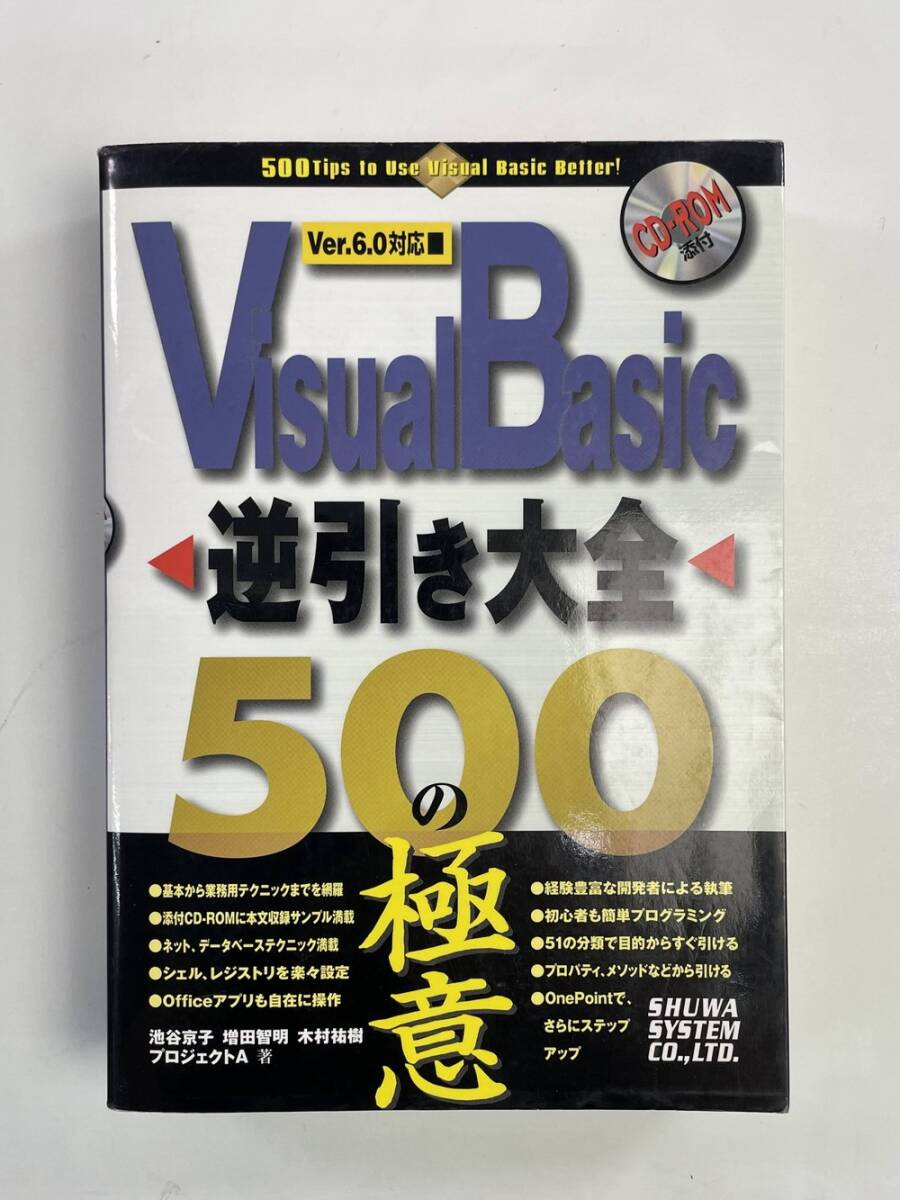 500Tips to Use Visual Basic Better!
Ver.6.0対応■
CD-ROM
添付
VisualBasic
逆引き大全
500の極意
●基本から業務用テクニックまでを網羅
●添付CD-ROMに本文収録サンプル満載
●ネット、データベーステクニック満載
●シェル、レジストリを楽々設定
●Officeアプリも自在に操作
池谷京子 増田智明 木村祐樹
プロジェクトA 著
●経験豊富な開発者による執筆
●初心者も簡単プログラミング
●51の分類で目的からすぐ引ける
●プロパティ、メソッドなどから引ける
●OnePointで、
さらにステップ
アップ
SHUWA
SYSTEM
CO.,LTD.